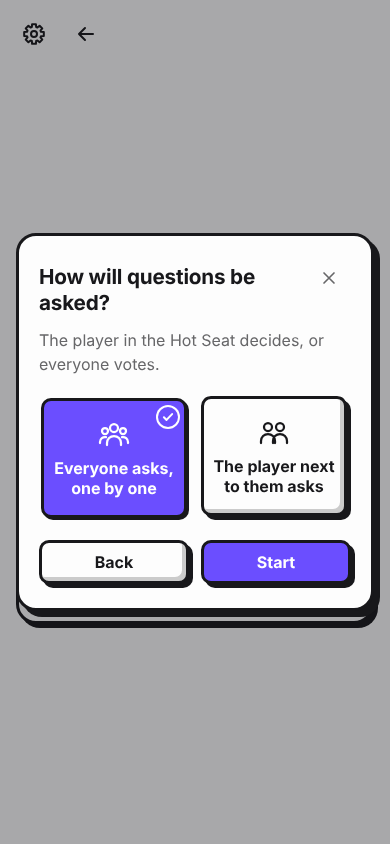 How will questions be
asked?
The player in the Hot Seat decides, or
everyone votes.
Everyone asks,
one by one
The player next
to them asks
Back
Start